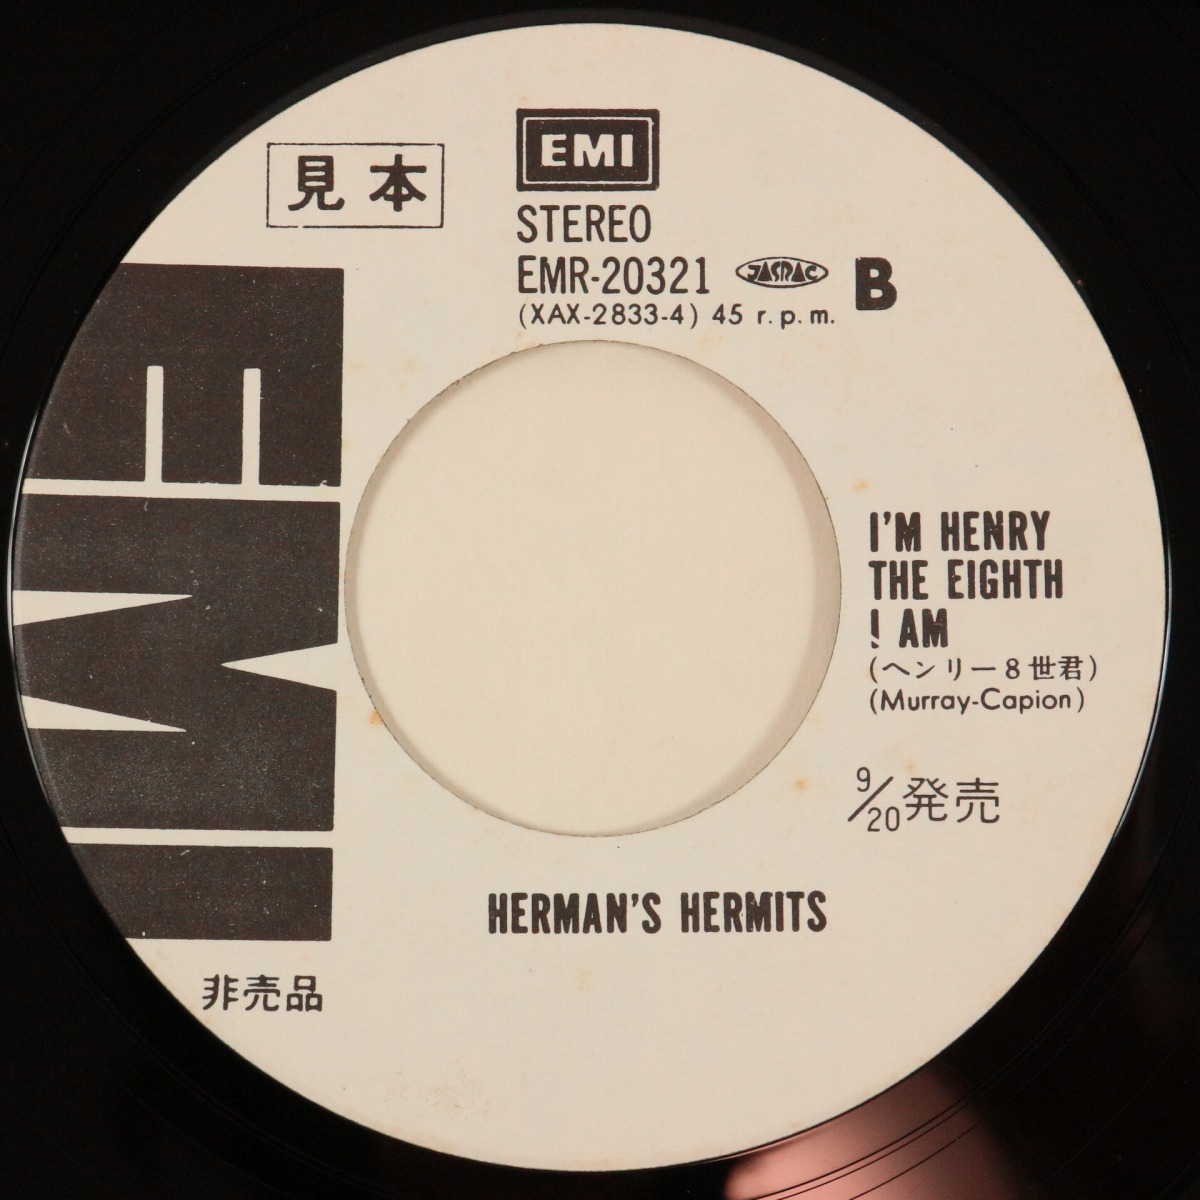 EMI
見本
STEREO
EMR-20321 JASRAC B
(XAX-2833-4) 45 r.p.m.
EMI
I'M HENRY
THE EIGHTH
I AM
(ヘンリー8世君)
(Murray-Capion)
9/20発売
HERMAN'S HERMITS
非売品